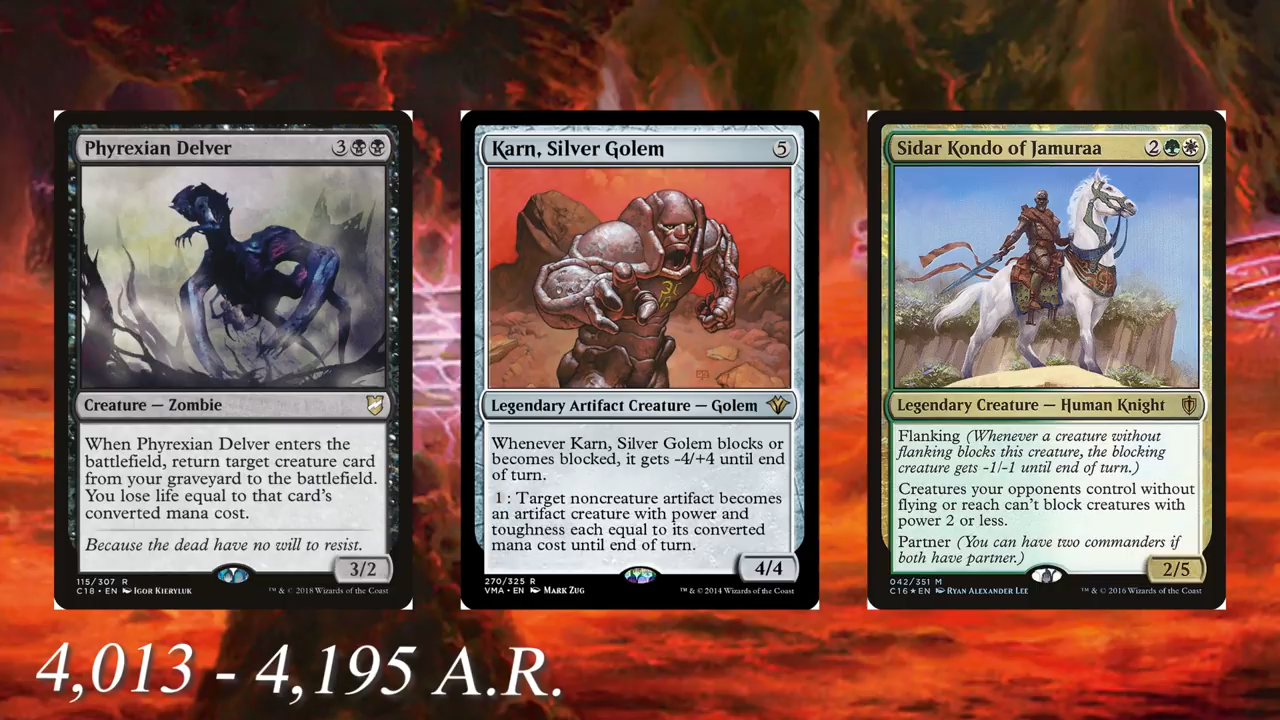 Phyrexian Delver 3
Creature — Zombie
When Phyrexian Delver enters the
battlefield, return target creature card
from your graveyard to the battlefield.
You lose life equal to that card's
converted mana cost.
Because the dead have no will to resist.
3/2
115/307 R
C18 • EN IGOR KIERYLUK
™ & © 2018 Wizards of the Coast
Karn, Silver Golem 5
Legendary Artifact Creature — Golem
Whenever Karn, Silver Golem blocks or
becomes blocked, it gets -4/+4 until end
of turn.
1: Target noncreature artifact becomes
an artifact creature with power and
toughness each equal to its converted
mana cost until end of turn.
4/4
270/325 R
VMA • EN MARK ZUG
™ & © 2014 Wizards of the Coast
Sidar Kondo of Jamuraa 2
Legendary Creature — Human Knight
Flanking (Whenever a creature without
flanking blocks this creature, the blocking
creature gets -1/-1 until end of turn.)
Creatures your opponents control without
flying or reach can't block creatures with
power 2 or less.
Partner (You can have two commanders if
both have partner.)
2/5
042/351 M
C16 ★ EN RYAN ALEXANDER LEE
™ & © 2016 Wizards of the Coast
4,013 - 4,195 A.R.